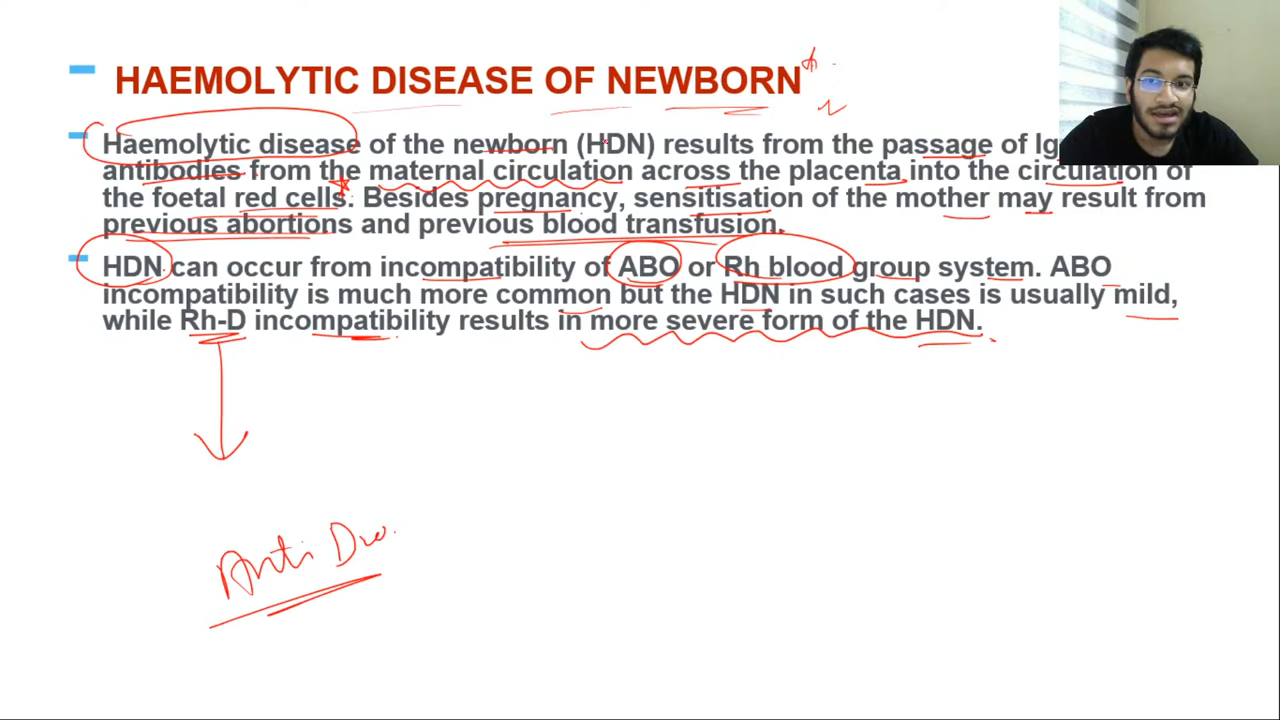 HAEMOLYTIC DISEASE OF NEWBORN
Haemolytic disease of the newborn (HDN) results from the passage of
antibodies from the maternal circulation across the placenta into the circulation of
the foetal red cells. Besides pregnancy, sensitisation of the mother may result from
previous abortions and previous blood transfusion.
HDN can occur from incompatibility of ABO or Rh blood group system. ABO
incompatibility is much more common but the HDN in such cases is usually mild,
while Rh-D incompatibility results in more severe form of the HDN.
Anti